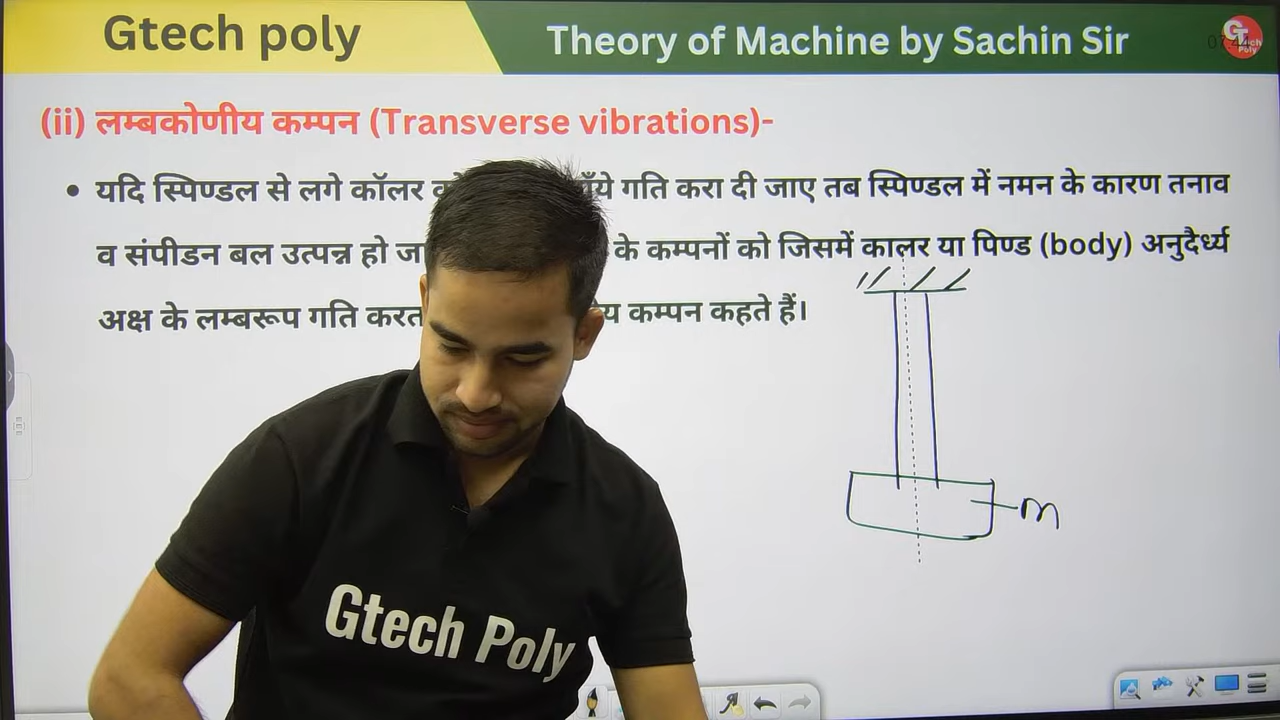 Gtech poly
Theory of Machine by Sachin Sir
(ii) लम्बकोणीय कम्पन (Transverse vibrations)-
• यदि स्पिण्डल से लगे कॉलर गति करा दी जाए तब स्पिण्डल में नमन के कारण तनाव
व संपीडन बल उत्पन्न हो के कम्पनों को जिसमें कालर या पिण्ड (body) अनुदैर्ध्य
अक्ष के लम्बरूप गति कम्पन कहते हैं।
m
Gtech Poly